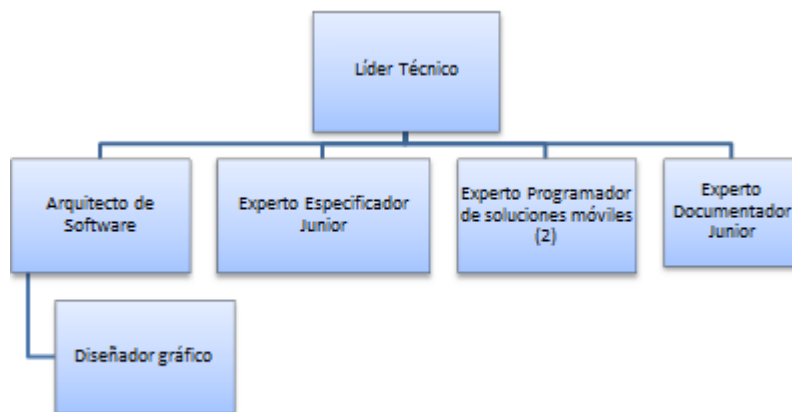 Líder Técnico
Arquitecto de
Software
Experto Especificador
Junior
Experto Programador
de soluciones móviles
(2)
Experto
Documentador
Junior
Diseñador gráfico